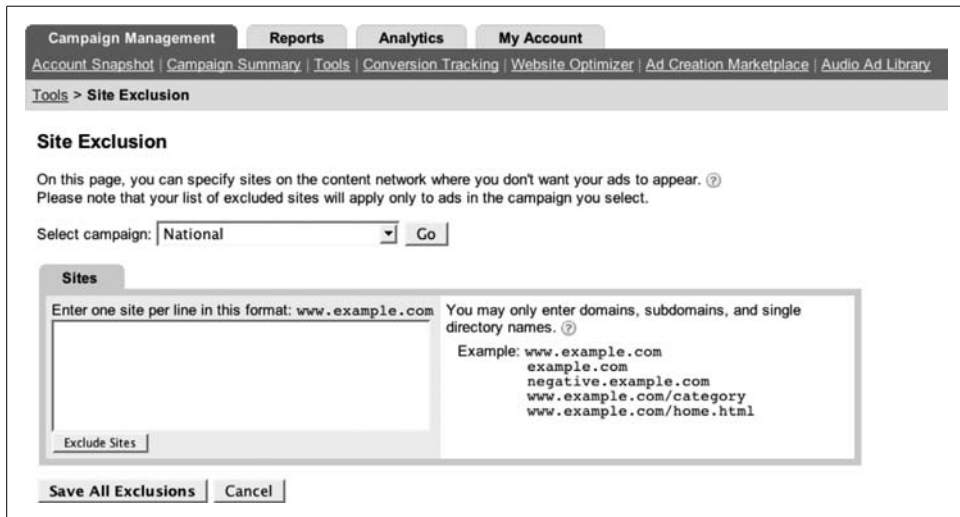 Campaign Management Reports Analytics My Account
Account Snapshot | Campaign Summary | Tools | Conversion Tracking | Website Optimizer | Ad Creation Marketplace | Audio Ad Library
Tools > Site Exclusion
Site Exclusion
On this page, you can specify sites on the content network where you don't want your ads to appear. ?
Please note that your list of excluded sites will apply only to ads in the campaign you select.
Select campaign: National Go
Sites
Enter one site per line in this format: www.example.com
Exclude Sites
You may only enter domains, subdomains, and single
directory names. ?
Example: www.example.com
example.com
negative.example.com
www.example.com/category
www.example.com/home.html
Save All Exclusions Cancel